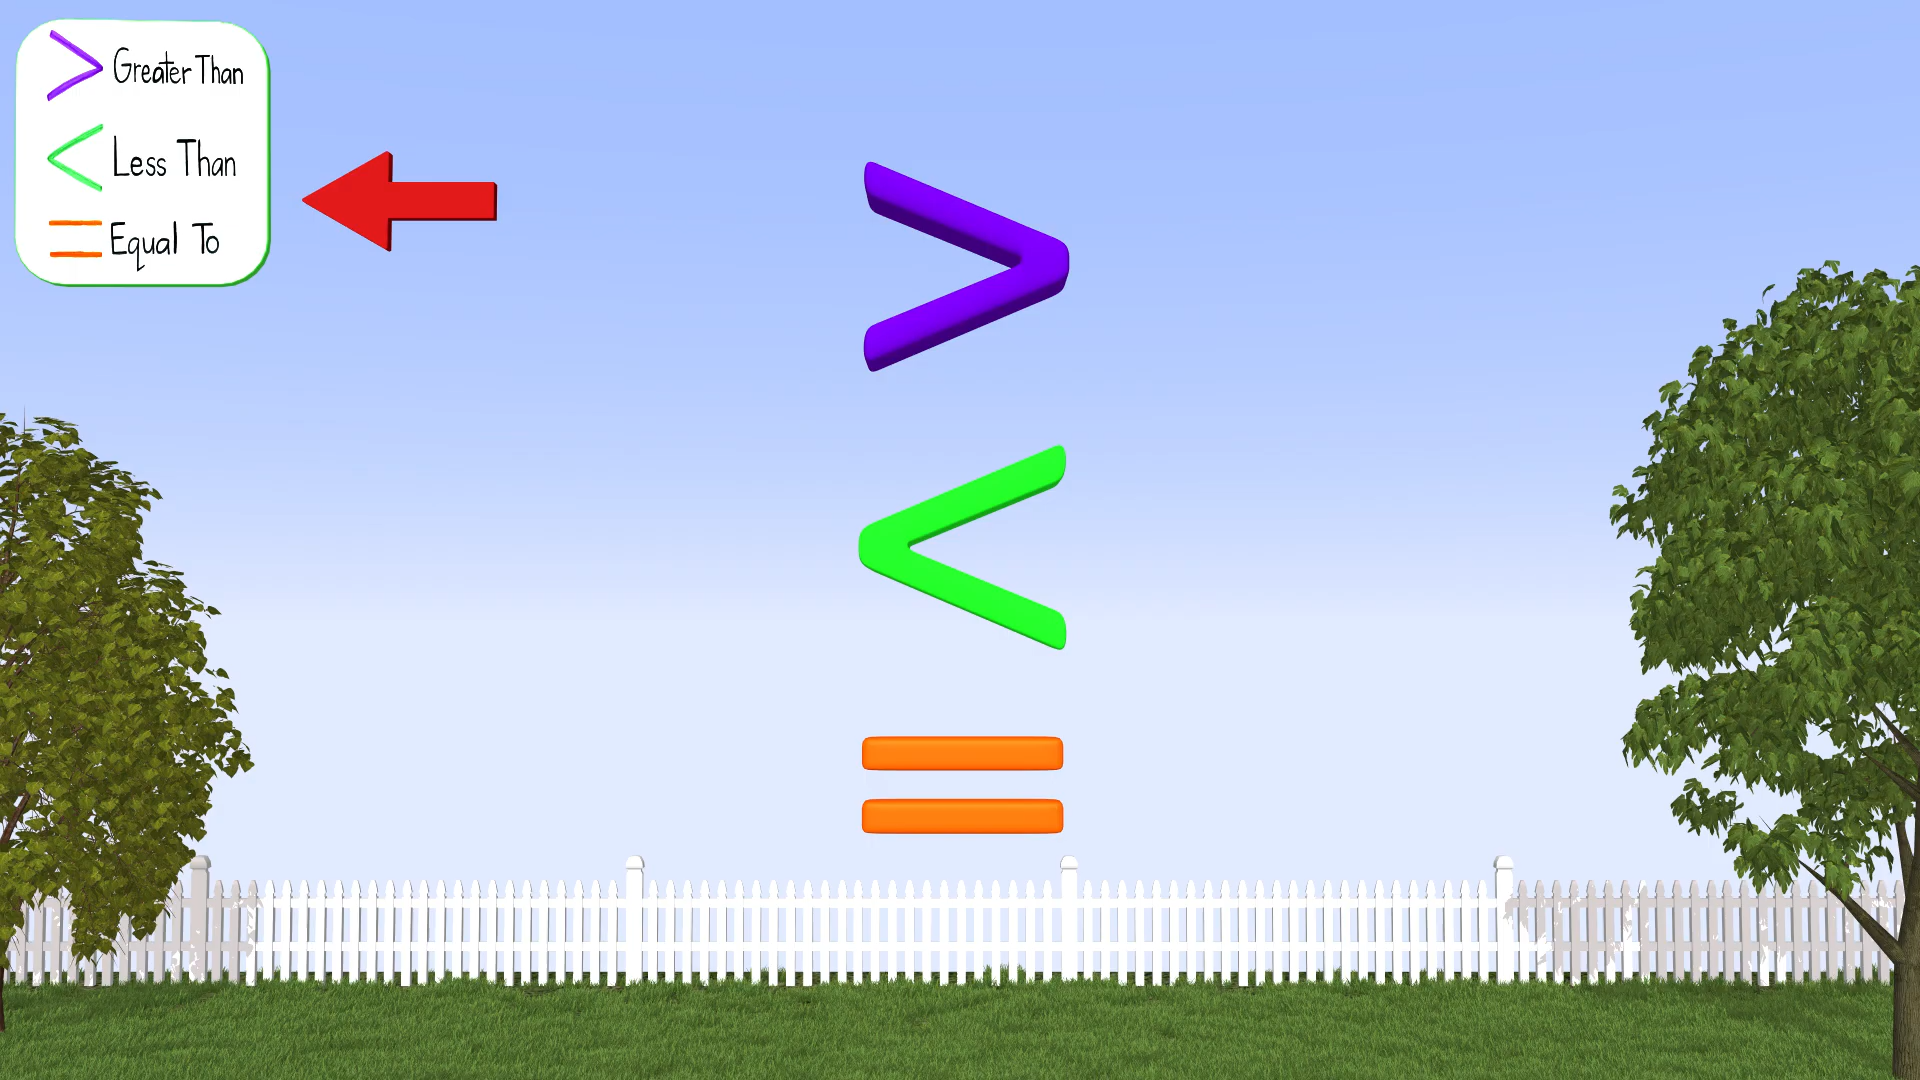 > Greater Than
< Less Than
= Equal To
>
<
=